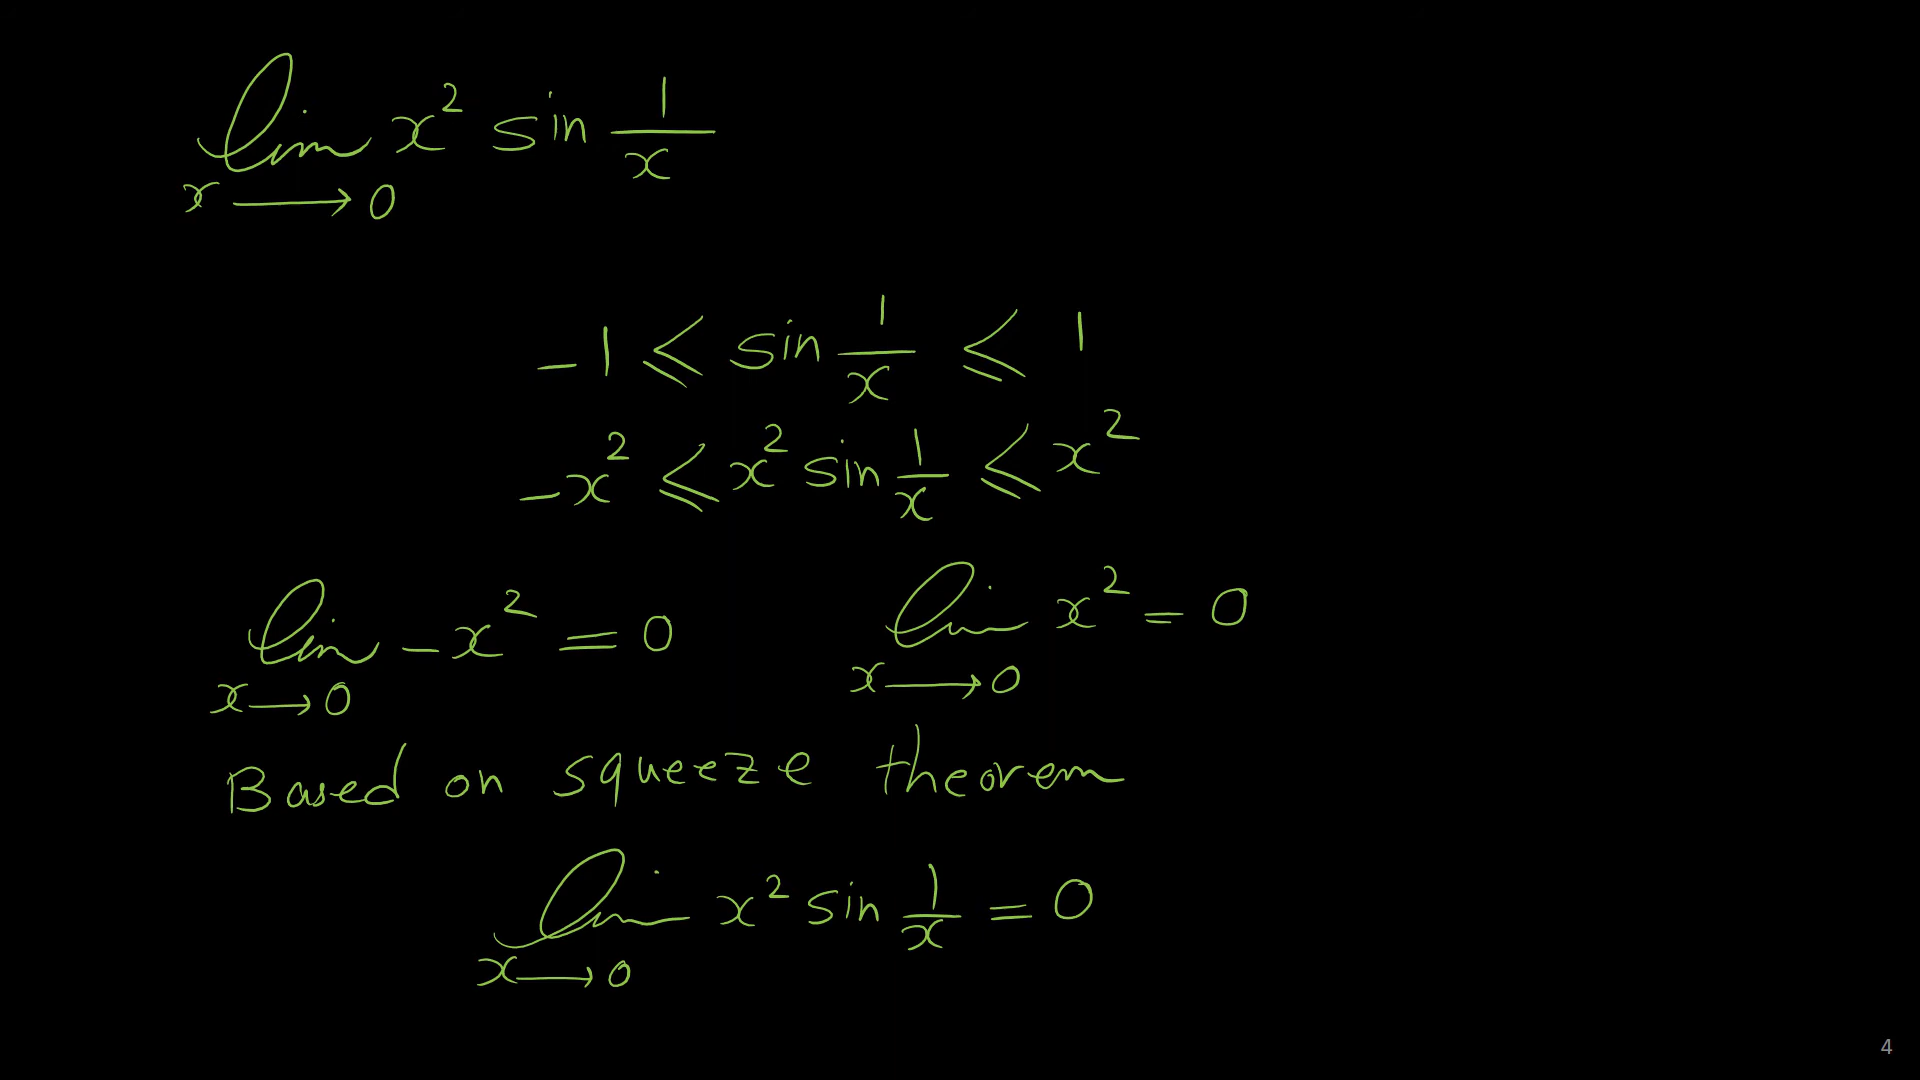 lim x² sin 1/x
x → 0
-1 ≤ sin 1/x ≤ 1
-x² ≤ x² sin 1/x ≤ x²
lim -x² = 0 lim x² = 0
x → 0 x → 0
Based on squeeze theorem
lim x² sin 1/x = 0
x → 0
4